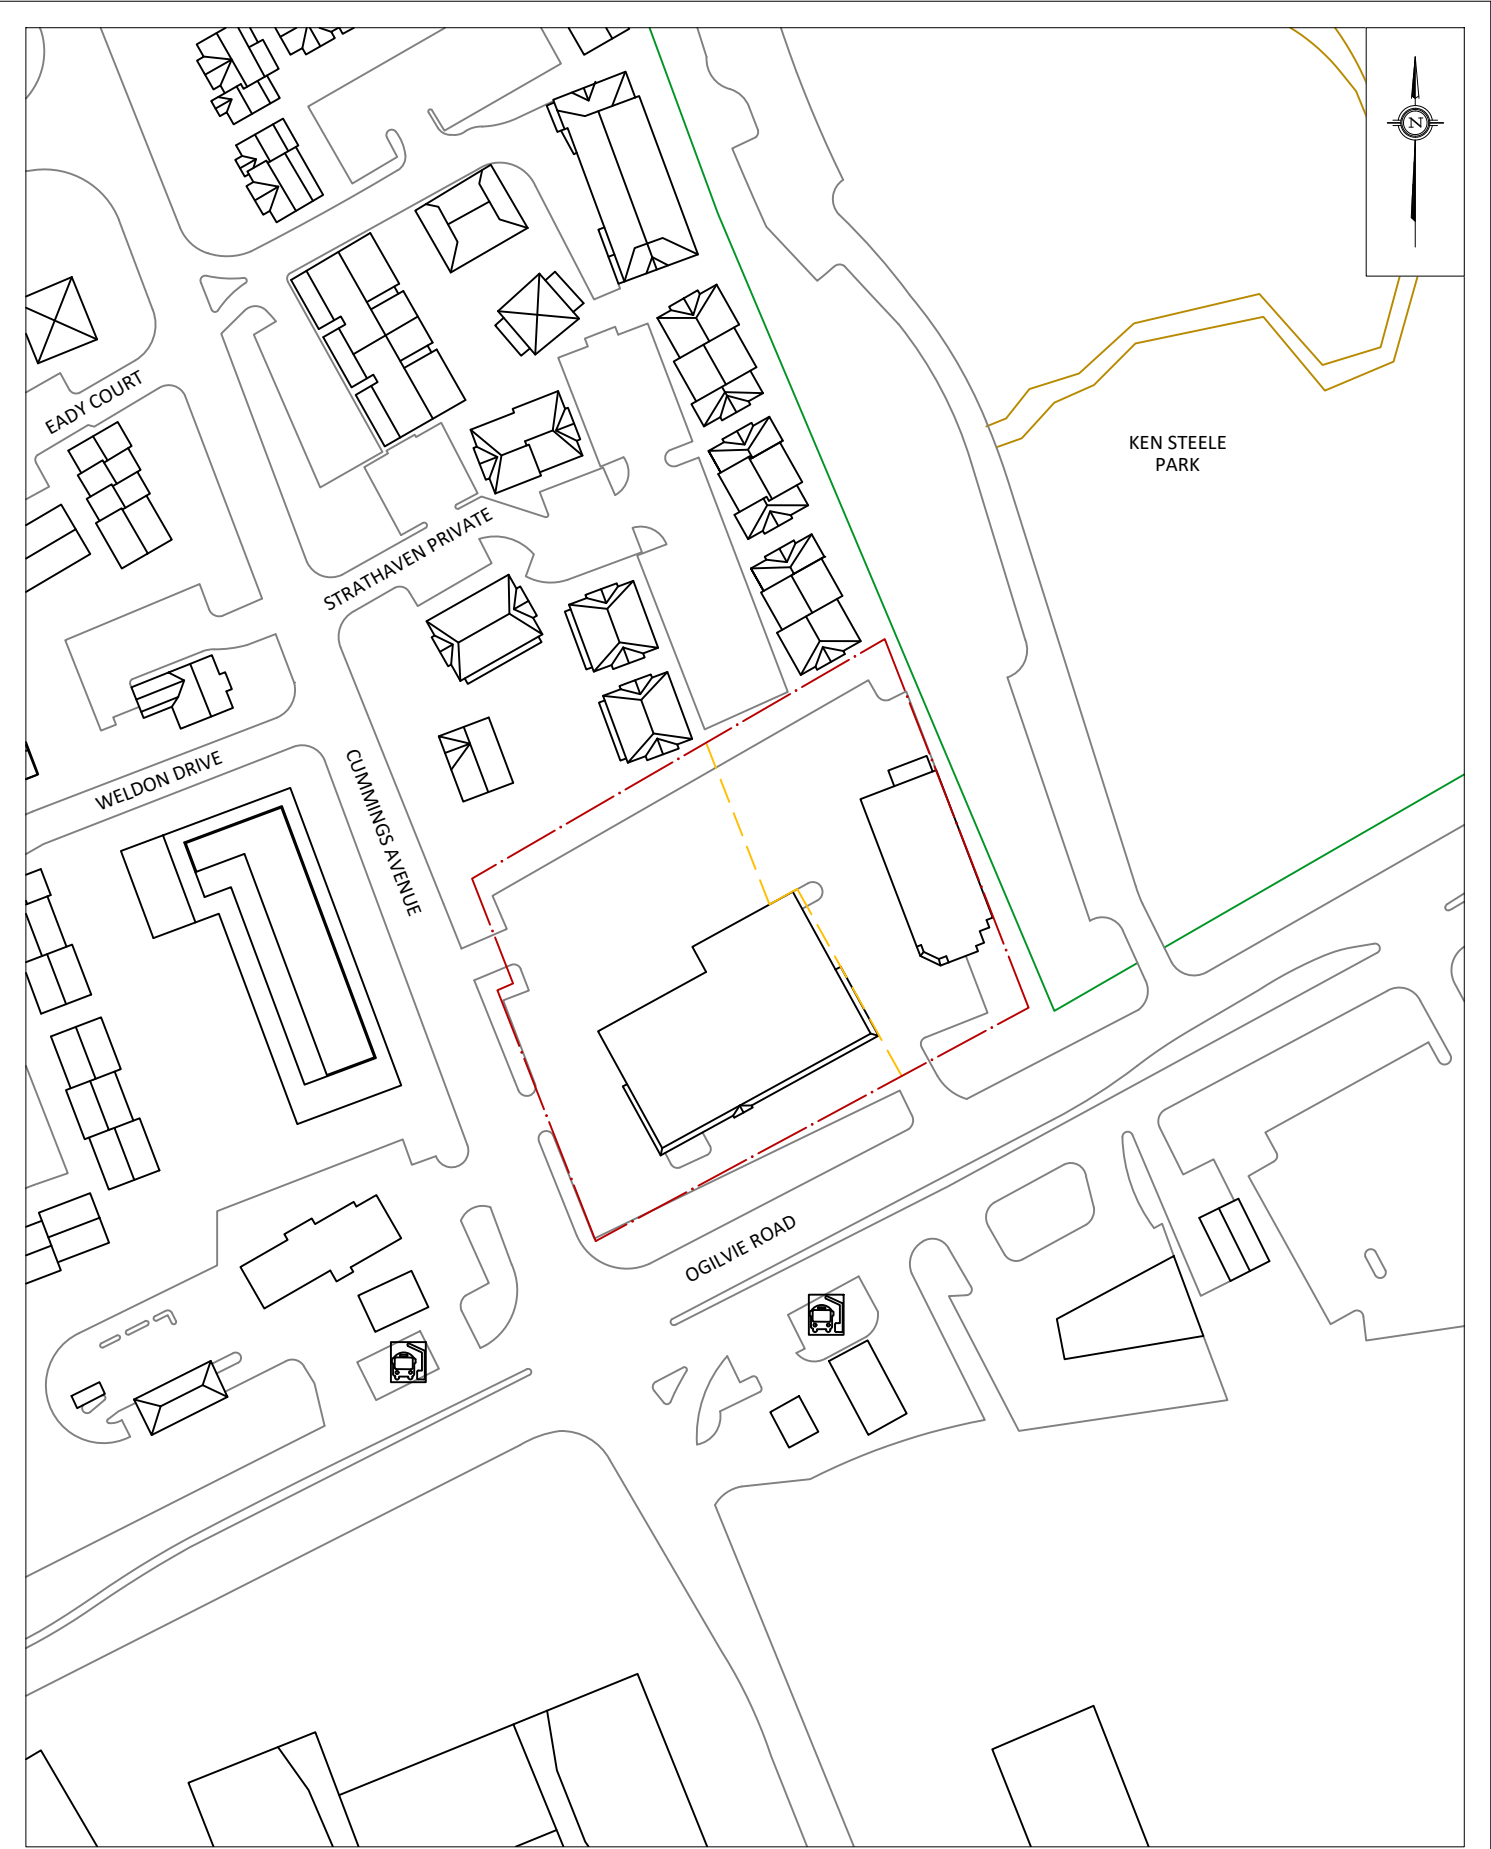 N
KEN STEELE
PARK
EADY COURT
STRATHAVEN PRIVATE
WELDON DRIVE
CUMMINGS AVENUE
OGILVIE ROAD